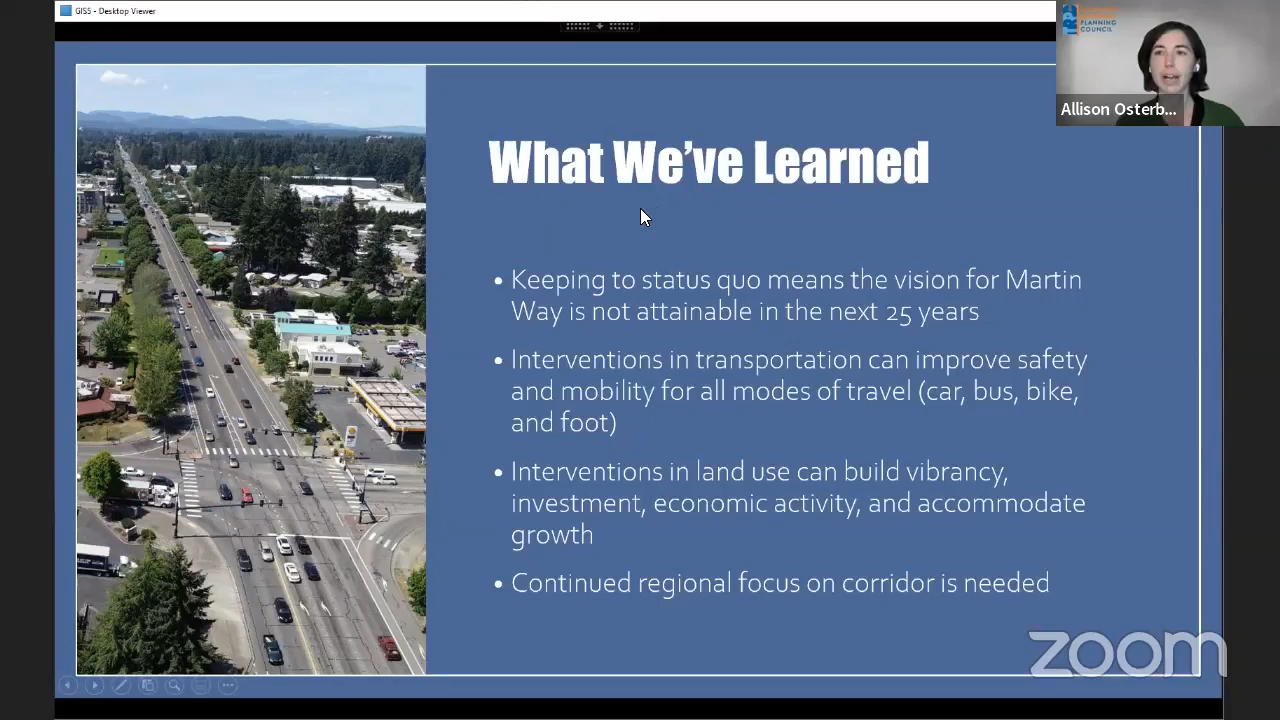 GIS5 - Desktop Viewer
PLANNING
COUNCIL
Allison Osterb...
What We've Learned
• Keeping to status quo means the vision for Martin
Way is not attainable in the next 25 years
• Interventions in transportation can improve safety
and mobility for all modes of travel (car, bus, bike,
and foot)
• Interventions in land use can build vibrancy,
investment, economic activity, and accommodate
growth
• Continued regional focus on corridor is needed
zoom